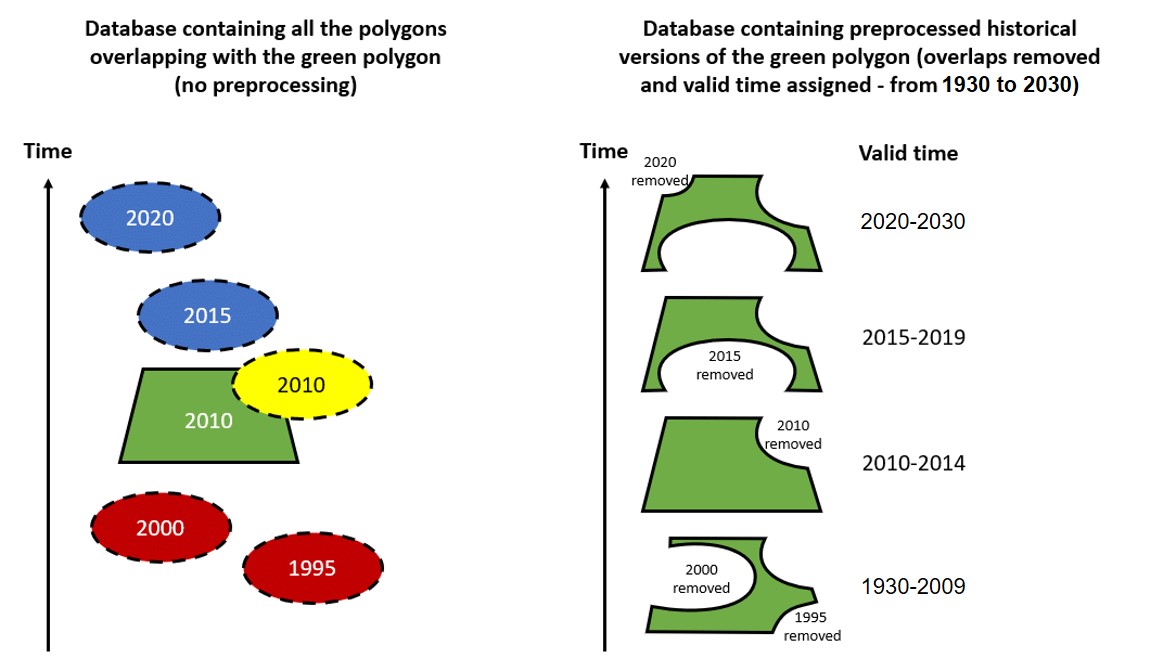 Database containing all the polygons
overlapping with the green polygon
(no preprocessing)
Time
2020
2015
2010
2010
2000
1995
Database containing preprocessed historical
versions of the green polygon (overlaps removed
and valid time assigned - from 1930 to 2030)
Time
Valid time
2020
removed
2020-2030
2015
removed
2015-2019
2010
removed
2010-2014
2000
removed
1930-2009
1995
removed